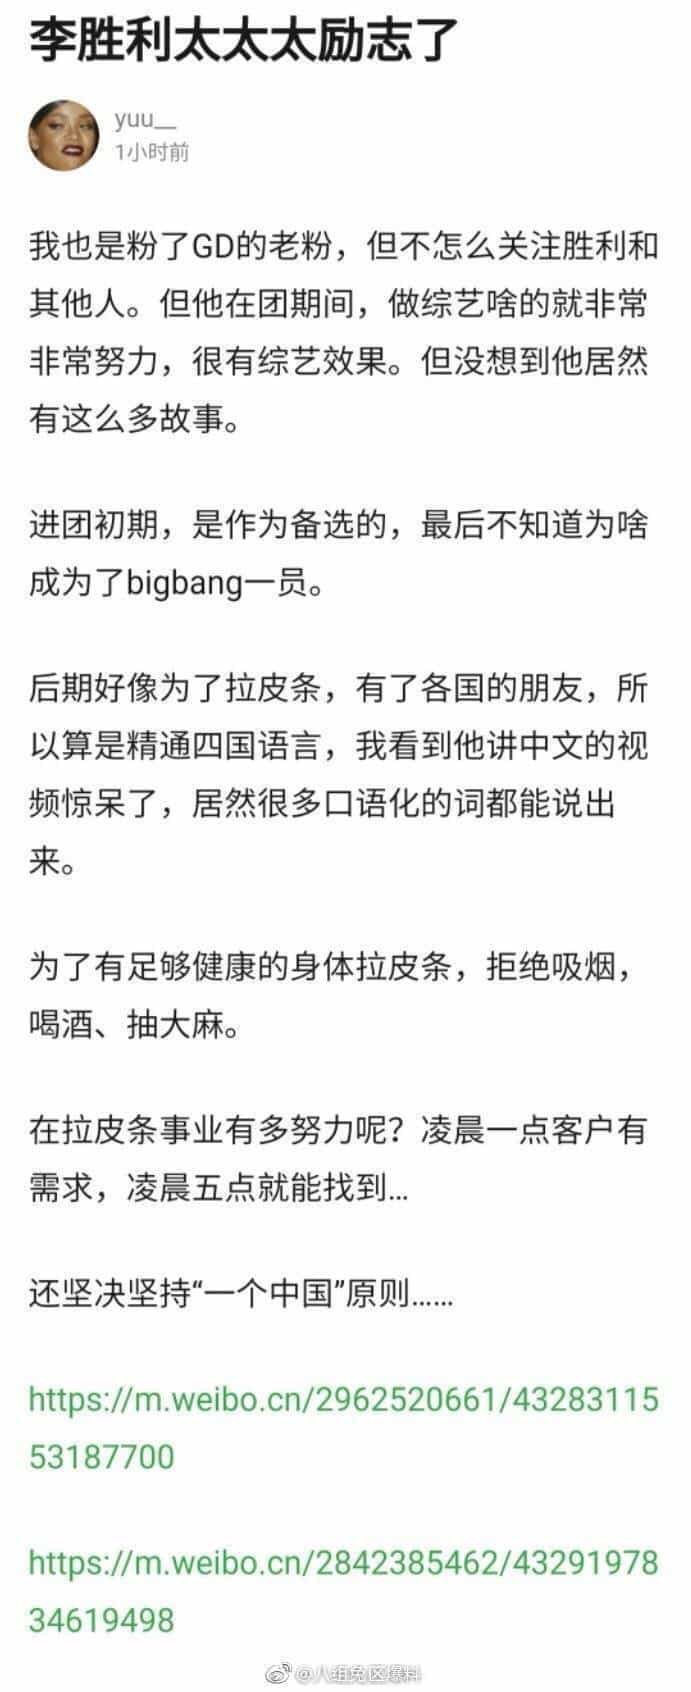 李胜利太太太励志了
yuu__
1小时前
我也是粉了GD的老粉，但不怎么关注胜利和
其他人。但他在团期间，做综艺啥的就非常
非常努力，很有综艺效果。但没想到他居然
有这么多故事。
进团初期，是作为备选的，最后不知道为啥
成为了bigbang一员。
后期好像为了拉皮条，有了各国的朋友，所
以算是精通四国语言，我看到他讲中文的视
频惊呆了，居然很多口语化的词都能说出
来。
为了有足够健康的身体拉皮条，拒绝吸烟，
喝酒、抽大麻。
在拉皮条事业有多努力呢？凌晨一点客户有
需求，凌晨五点就能找到...
还坚决坚持“一个中国”原则......
https://m.weibo.cn/2962520661/43283115
53187700
https://m.weibo.cn/2842385462/43291978
34619498
@八组兔区爆料